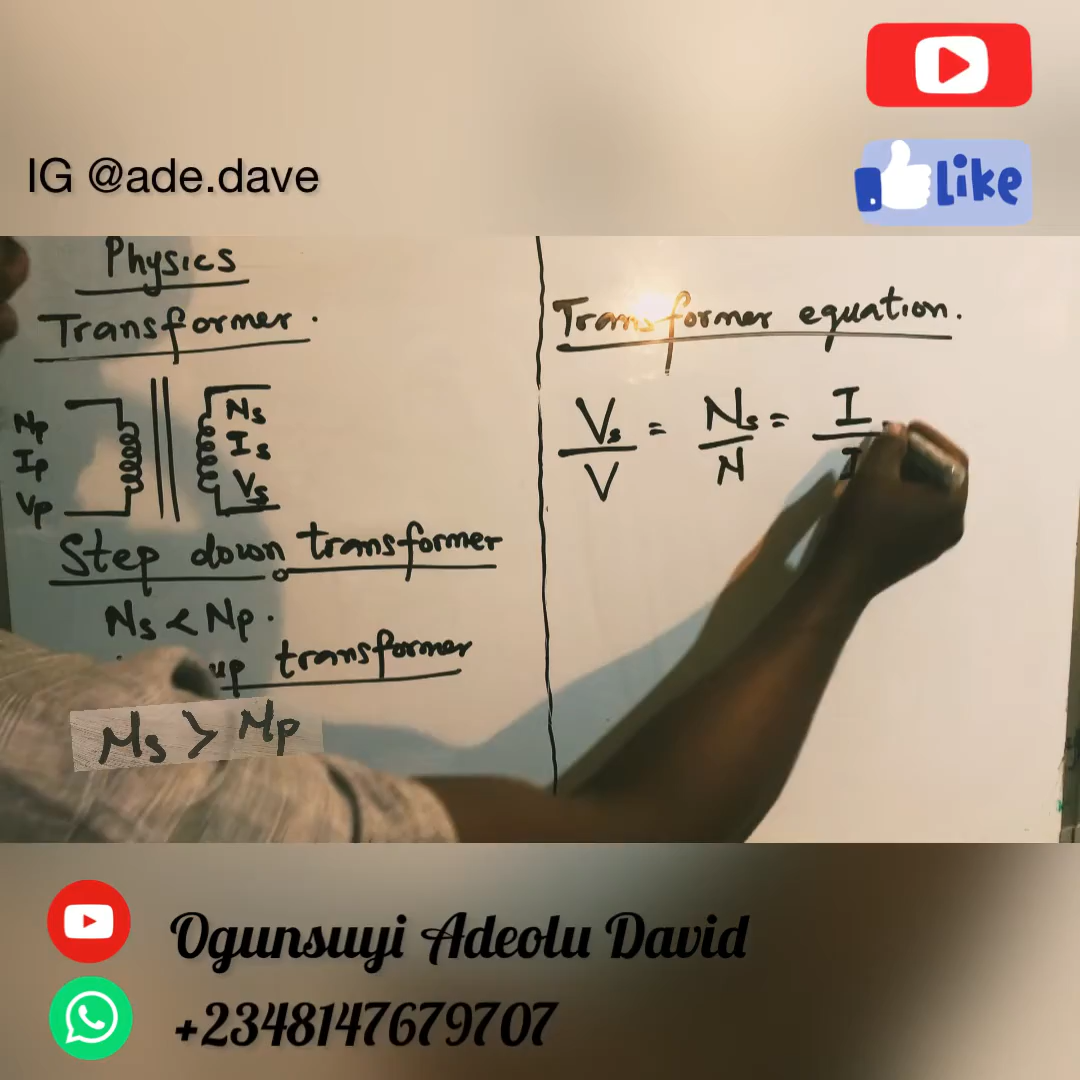 IG @ade.dave
Like
Physics
Transformer.
Np
Ip
Vp
Ns
Is
Vs
Step down transformer
Ns < Np.
up transformer
Ns > Np
Transformer equation.
Vs/V = Ns/N = I/I
Ogunsuyi Adeolu David
+2348147679707